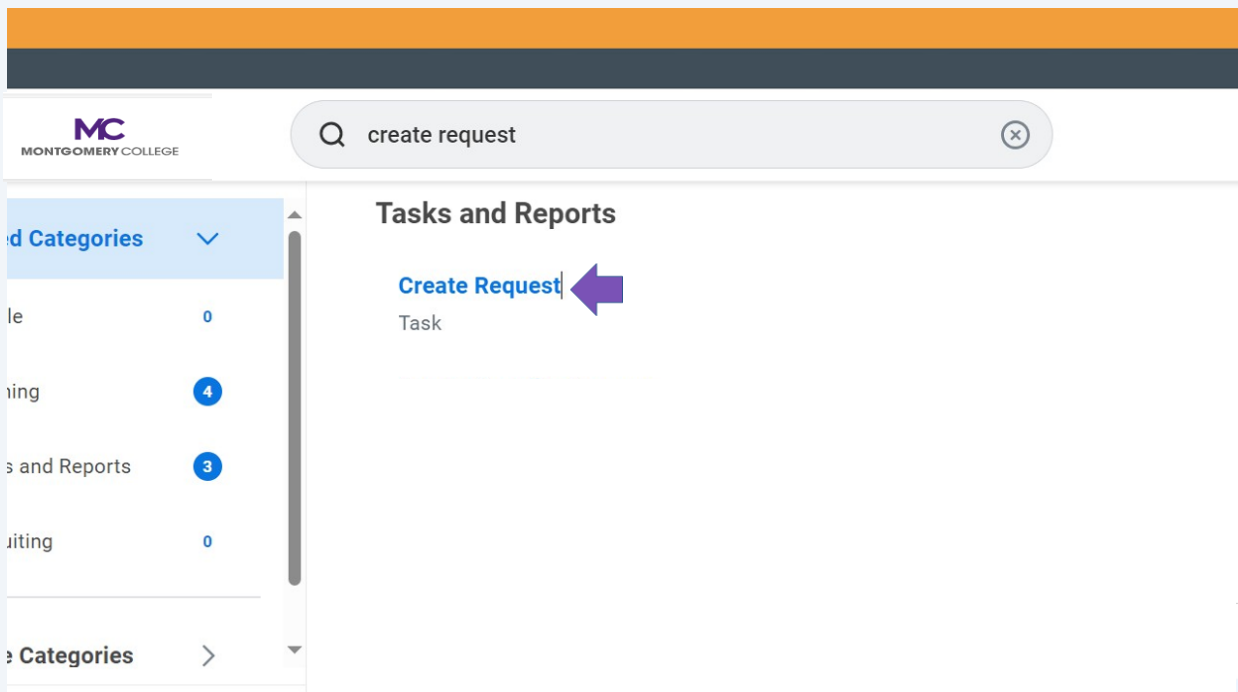 MC
MONTGOMERY COLLEGE
create request
d Categories
le 0
ning 4
s and Reports 3
uiting 0
e Categories
Tasks and Reports
Create Request
Task